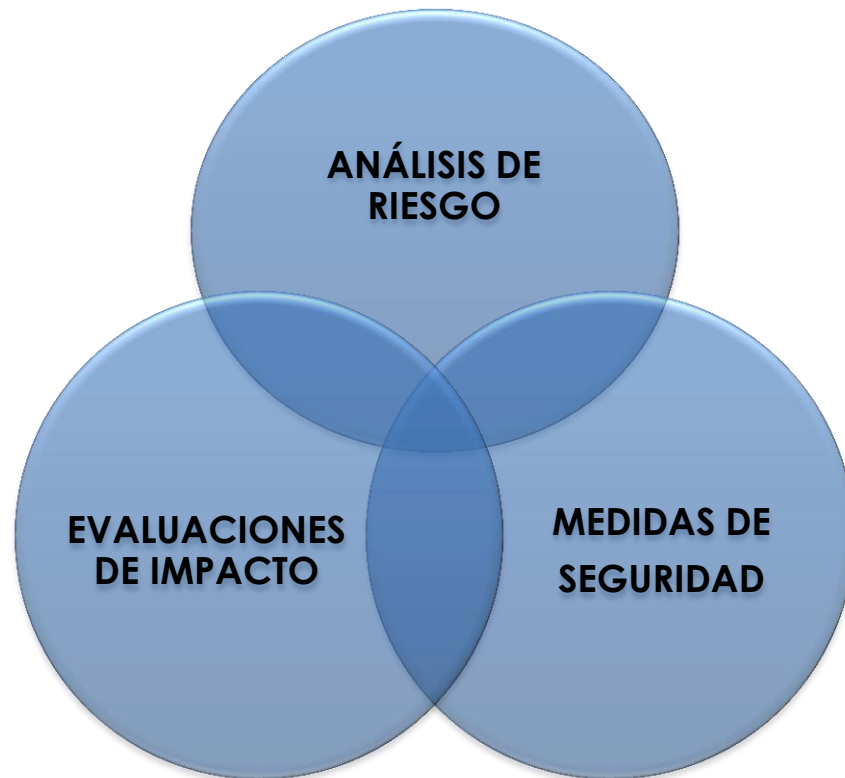 ANÁLISIS DE
RIESGO
EVALUACIONES
DE IMPACTO
MEDIDAS DE
SEGURIDAD